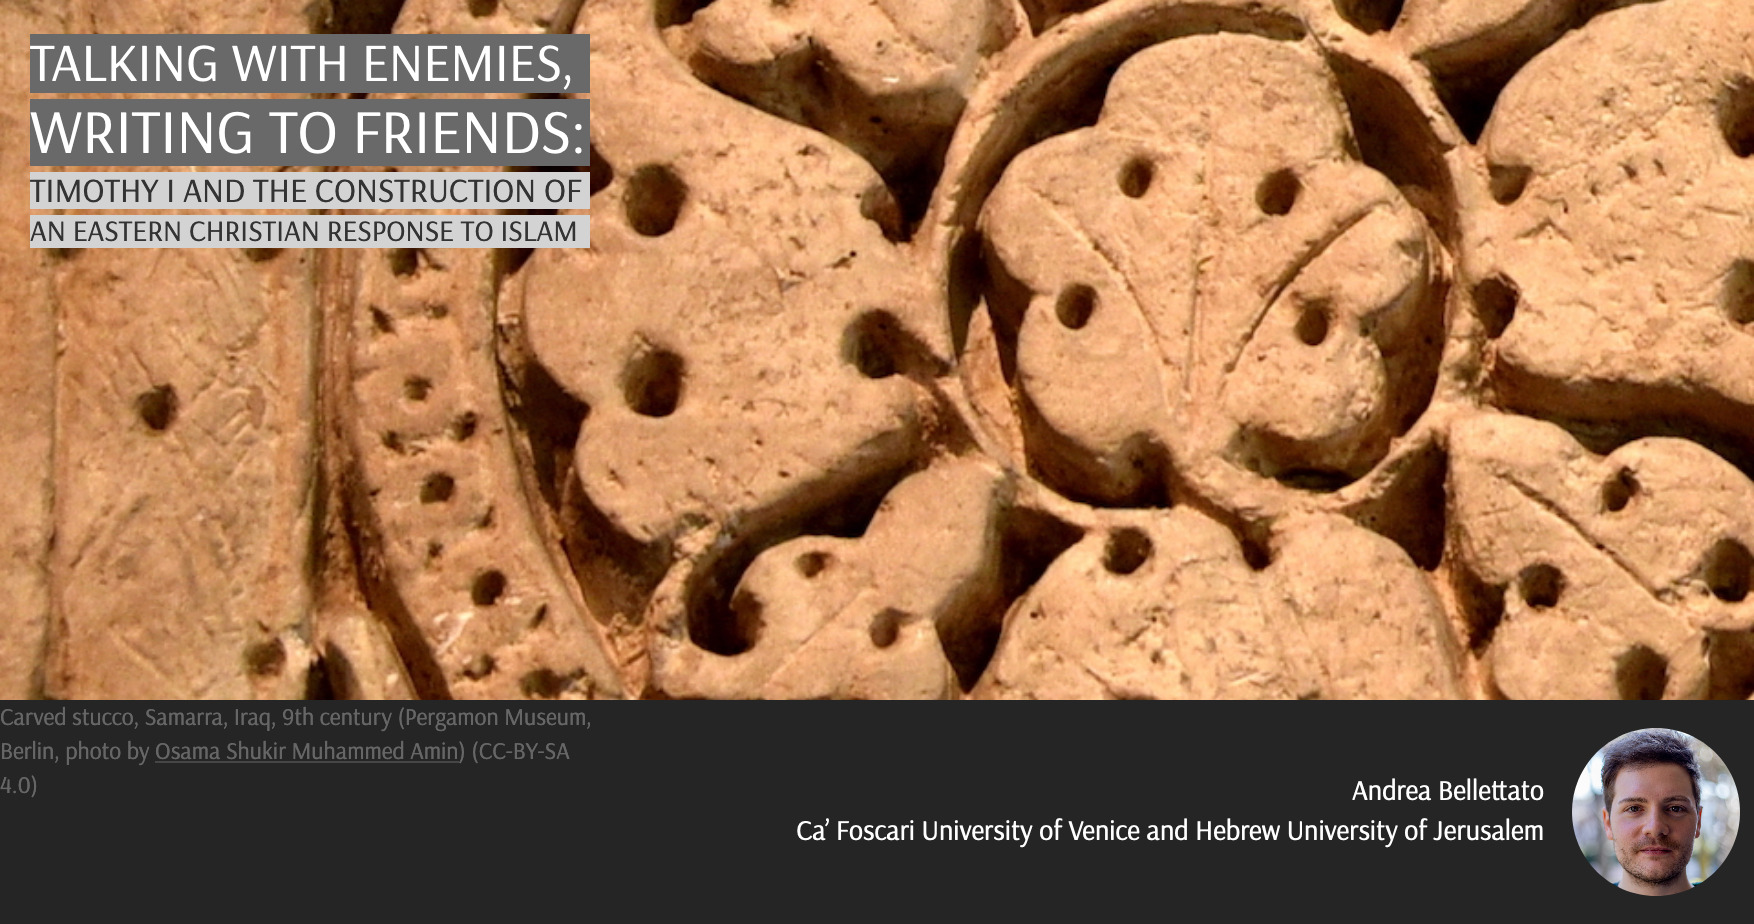 TALKING WITH ENEMIES,
WRITING TO FRIENDS:
TIMOTHY I AND THE CONSTRUCTION OF
AN EASTERN CHRISTIAN RESPONSE TO ISLAM
Carved stucco, Samarra, Iraq, 9th century (Pergamon Museum,
Berlin, photo by Osama Shukir Muhammed Amin) (CC-BY-SA
4.0)
Andrea Bellettato
Ca’ Foscari University of Venice and Hebrew University of Jerusalem